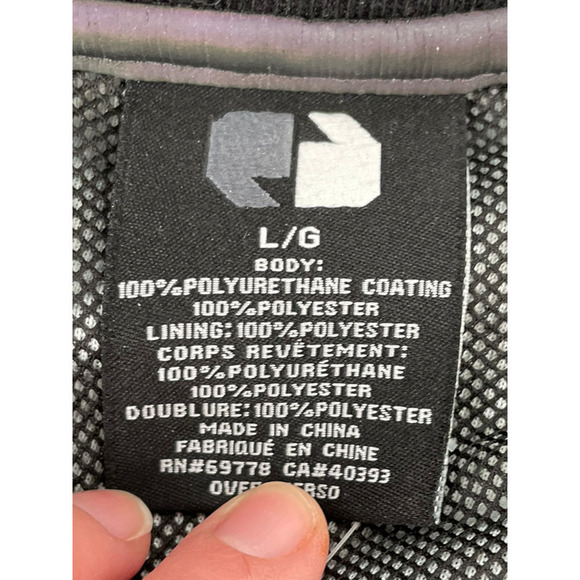 L/G
BODY:
100%POLYURETHANE COATING
100%POLYESTER
LINING:100%POLYESTER
CORPS REVÊTEMENT:
100%POLYURÉTHANE
100%POLYESTER
DOUBLURE:100%POLYESTER
MADE IN CHINA
FABRIQUÉ EN CHINE
RN#69778 CA#40393